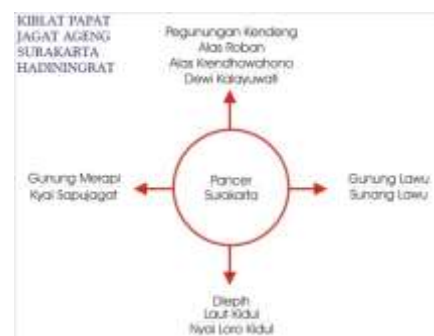 KIBLAT PAPAT
JAGAT AGENG
SURAKARTA
HADININGRAT
Pegunungan Kendeng
Alas Roban
Alas Krendhowahono
Dewi Kalayuwati
Gunung Merapi
Kyai Sapujagat
Pancer
Surakarta
Gunung Lawu
Sunang Lawu
Dlepih
Laut Kidul
Nyai Loro Kidul